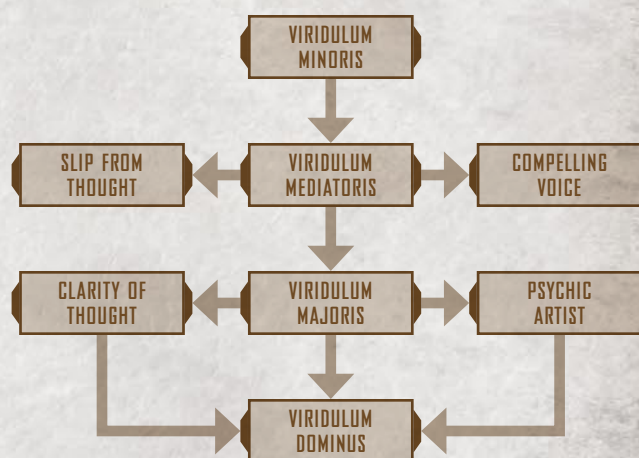 VIRIDULUM
MINORIS
SLIP FROM
THOUGHT
VIRIDULUM
MEDIATORIS
COMPELLING
VOICE
CLARITY OF
THOUGHT
VIRIDULUM
MAJORIS
PSYCHIC
ARTIST
VIRIDULUM
DOMINUS